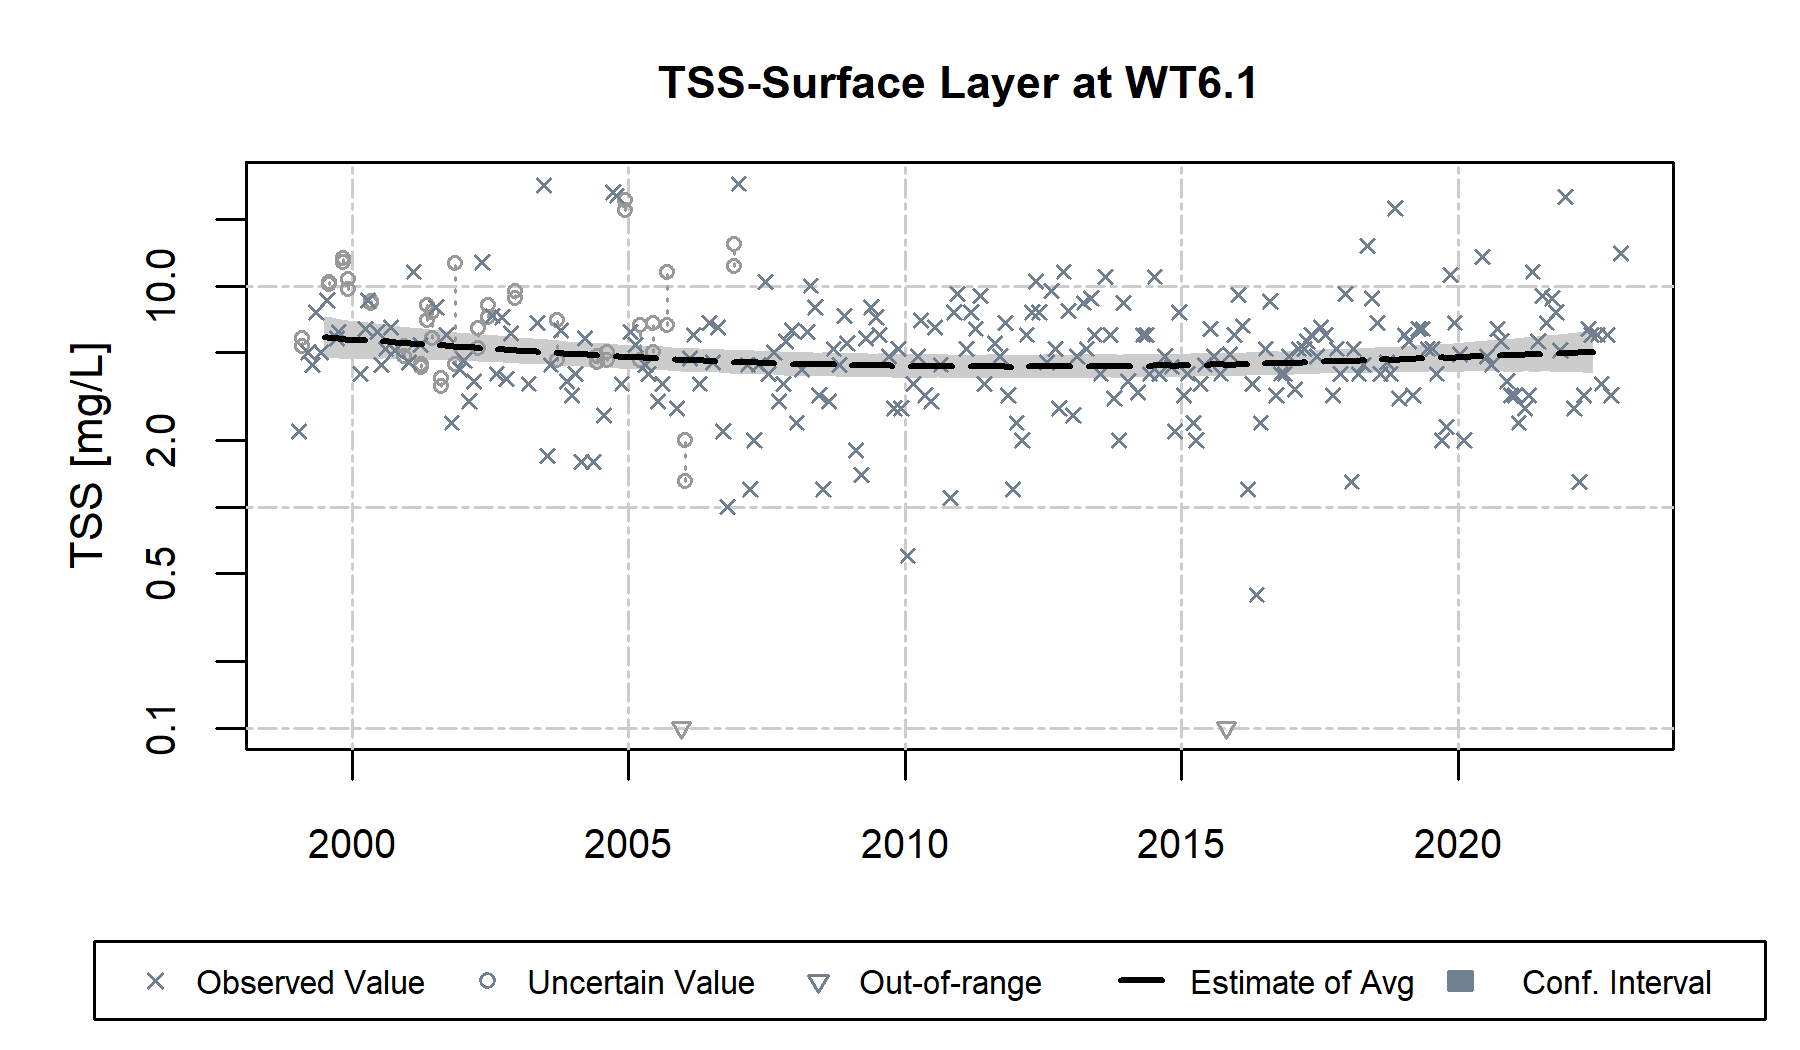 TSS-Surface Layer at WT6.1
TSS [mg/L]
10.0
2.0
0.5
0.1
2000 2005 2010 2015 2020
Observed Value Uncertain Value Out-of-range Estimate of Avg Conf. Interval